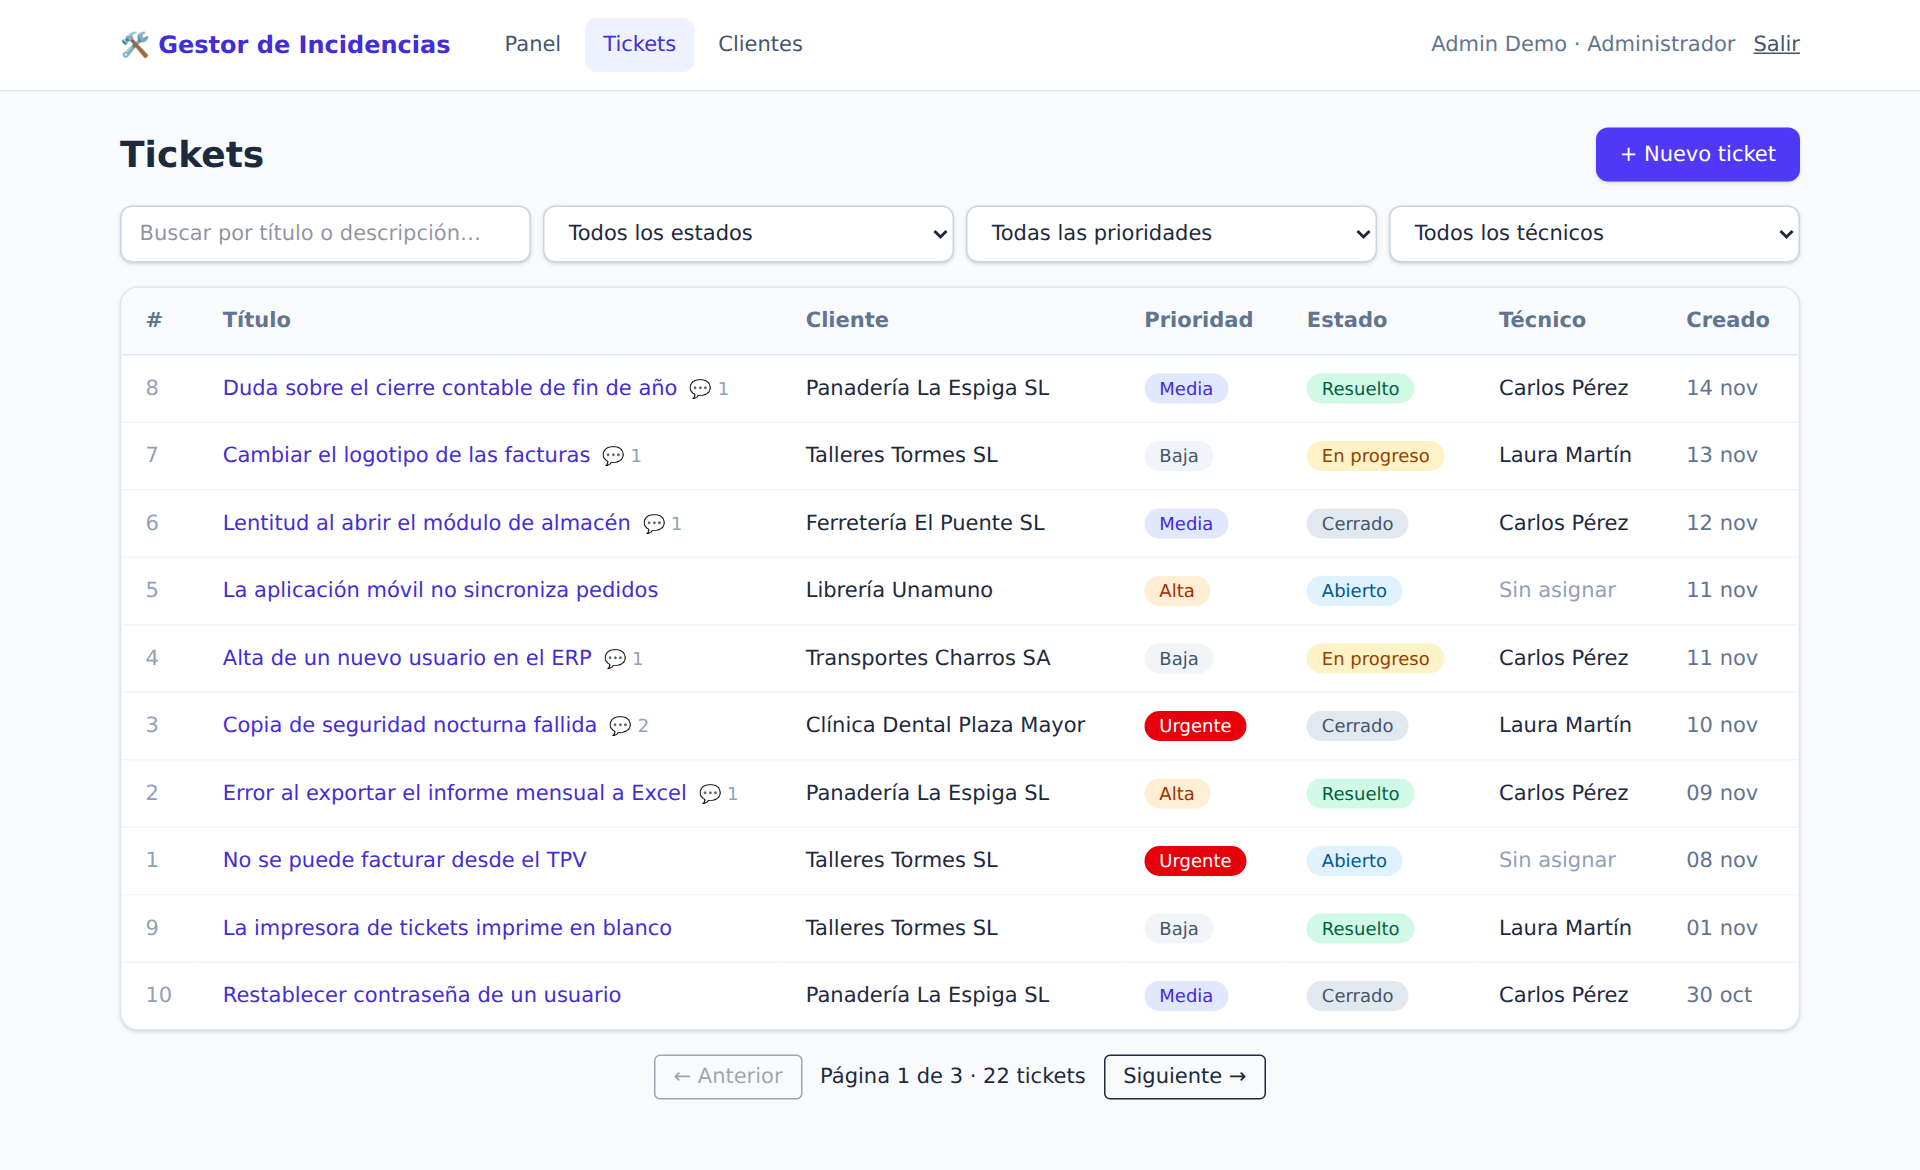 🛠️ Gestor de Incidencias Panel Tickets Clientes Admin Demo · Administrador Salir
Tickets + Nuevo ticket
Buscar por título o descripción... Todos los estados Todas las prioridades Todos los técnicos
# Título Cliente Prioridad Estado Técnico Creado
8 Duda sobre el cierre contable de fin de año 💬 1 Panadería La Espiga SL Media Resuelto Carlos Pérez 14 nov
7 Cambiar el logotipo de las facturas 💬 1 Talleres Tormes SL Baja En progreso Laura Martín 13 nov
6 Lentitud al abrir el módulo de almacén 💬 1 Ferretería El Puente SL Media Cerrado Carlos Pérez 12 nov
5 La aplicación móvil no sincroniza pedidos Librería Unamuno Alta Abierto Sin asignar 11 nov
4 Alta de un nuevo usuario en el ERP 💬 1 Transportes Charros SA Baja En progreso Carlos Pérez 11 nov
3 Copia de seguridad nocturna fallida 💬 2 Clínica Dental Plaza Mayor Urgente Cerrado Laura Martín 10 nov
2 Error al exportar el informe mensual a Excel 💬 1 Panadería La Espiga SL Alta Resuelto Carlos Pérez 09 nov
1 No se puede facturar desde el TPV Talleres Tormes SL Urgente Abierto Sin asignar 08 nov
9 La impresora de tickets imprime en blanco Talleres Tormes SL Baja Resuelto Laura Martín 01 nov
10 Restablecer contraseña de un usuario Panadería La Espiga SL Media Cerrado Carlos Pérez 30 oct
← Anterior Página 1 de 3 · 22 tickets Siguiente →